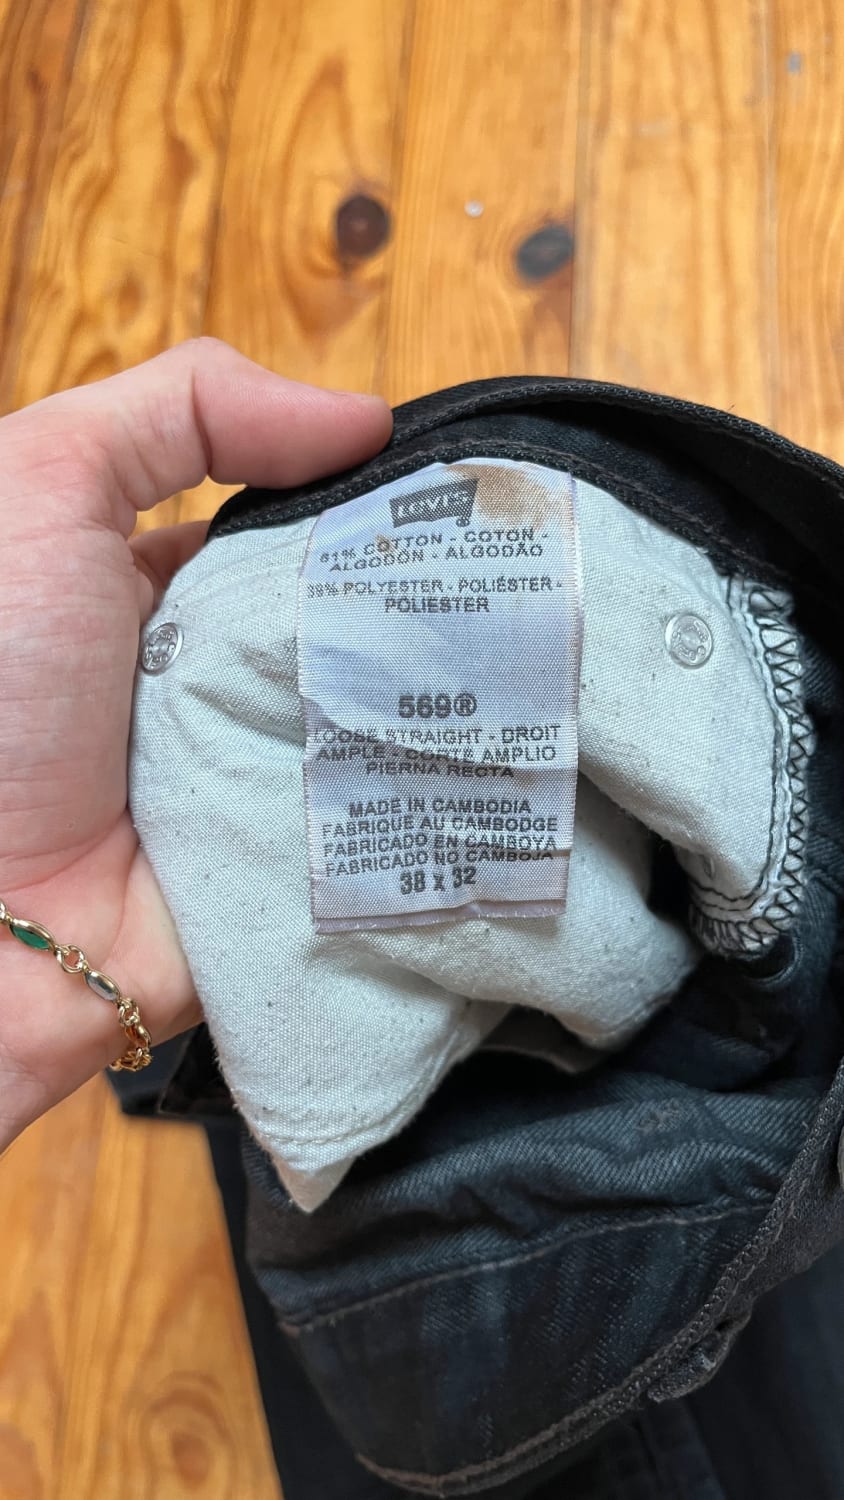 LEVI'S ®
61% COTTON - COTON -
ALGODÓN - ALGODÃO
39% POLYESTER - POLIÉSTER -
POLIESTER
569®
LOOSE STRAIGHT - DROIT
AMPLE - CORTE AMPLIO
PIERNA RECTA
MADE IN CAMBODIA
FABRIQUE AU CAMBODGE
FABRICADO EN CAMBOYA
FABRICADO NO CAMBOJA
38 x 32